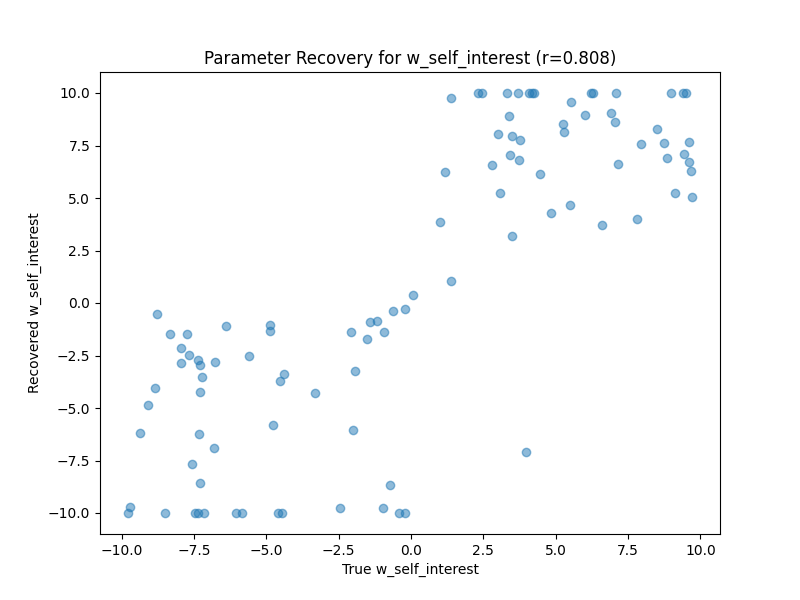 Parameter Recovery for w_self_interest (r=0.808)
10.0
7.5
5.0
2.5
0.0
−2.5
−5.0
−7.5
−10.0
Recovered w_self_interest
−10.0 −7.5 −5.0 −2.5 0.0 2.5 5.0 7.5 10.0
True w_self_interest